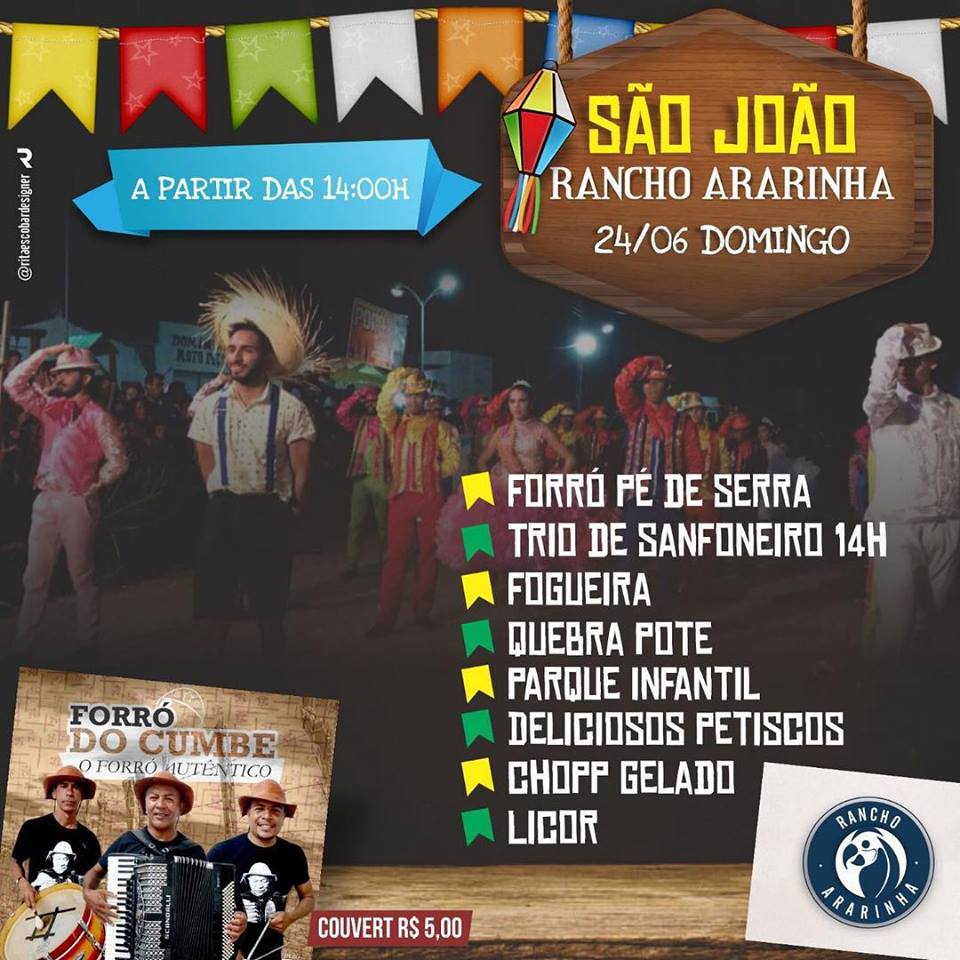 SÃO JOÃO
RANCHO ARARINHA
24/06 DOMINGO
A PARTIR DAS 14:00H
@ritaescobardesigner
FORRÓ PÉ DE SERRA
TRIO DE SANFONEIRO 14H
FOGUEIRA
QUEBRA POTE
PARQUE INFANTIL
DELICIOSOS PETISCOS
CHOPP GELADO
LICOR
FORRÓ
DO CUMBE
O FORRÓ AUTÊNTICO
SCANDALLI
COUVERT R$ 5,00
RANCHO
ARARINHA